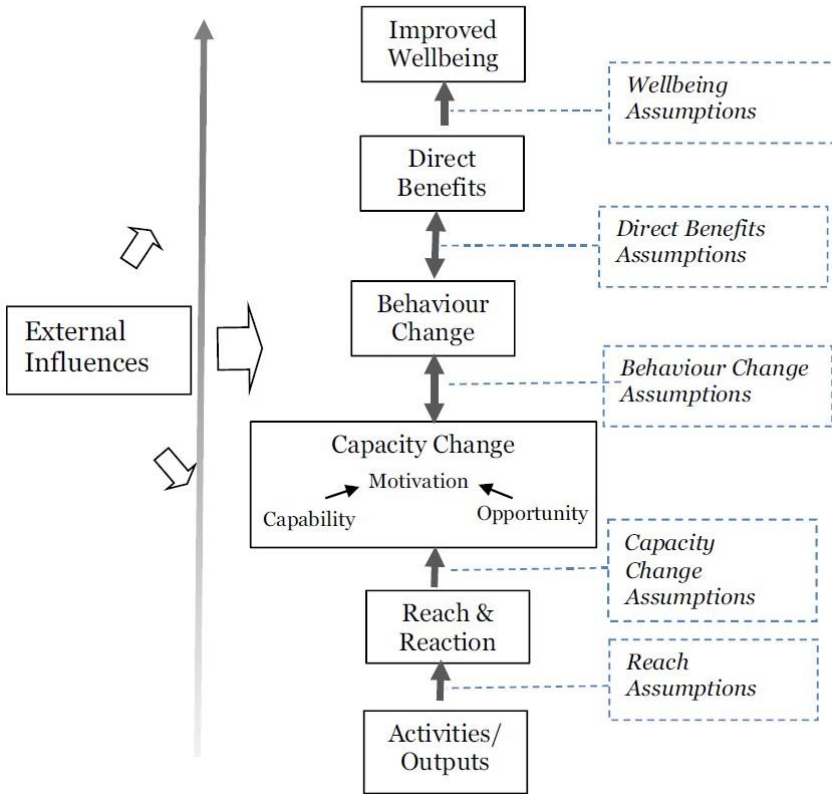 Improved
Wellbeing
Wellbeing
Assumptions
Direct
Benefits
Direct Benefits
Assumptions
Behaviour
Change
External
Influences
Behaviour Change
Assumptions
Capacity Change
Motivation
Capability
Opportunity
Capacity
Change
Assumptions
Reach &
Reaction
Reach
Assumptions
Activities/
Outputs